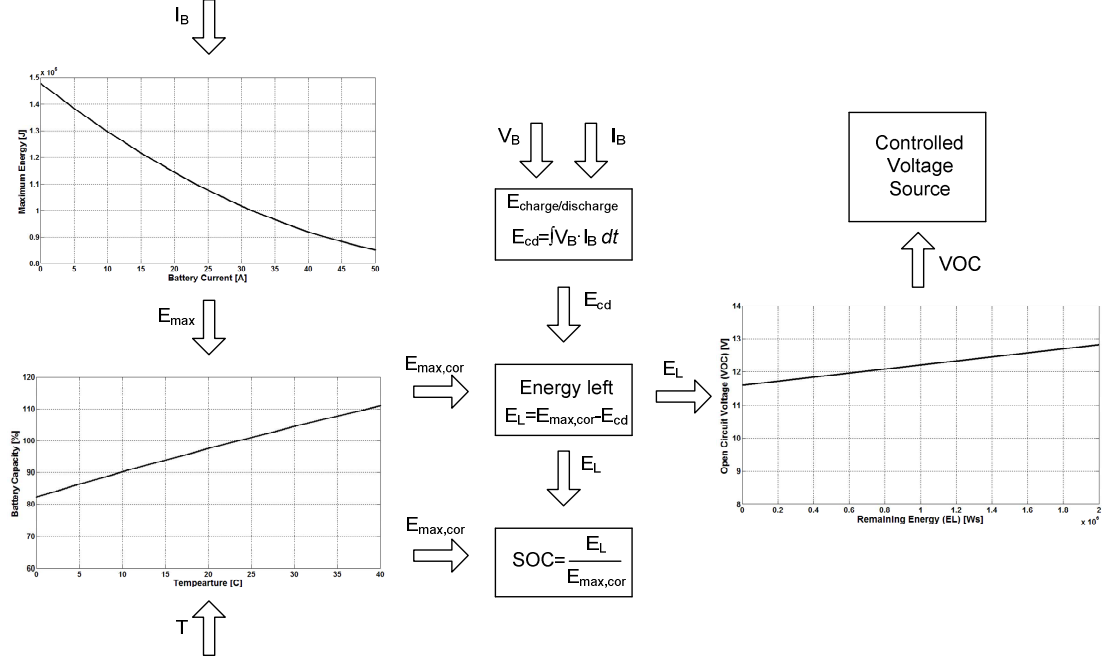 I_B
x 10^6
1.5
1.4
1.3
1.2
1.1
1
0.9
0.8
0 5 10 15 20 25 30 35 40 45 50
Maximum Energy [J]
Battery Current [A]
E_max
120
110
100
90
80
70
60
0 5 10 15 20 25 30 35 40
Battery Capacity [%]
Tempearture [C]
T
V_B
I_B
E_charge/discharge
E_cd=∫V_B·I_B dt
E_cd
E_max,cor
Energy left
E_L=E_max,cor-E_cd
E_L
E_L
E_max,cor
SOC= E_L
E_max,cor
Controlled
Voltage
Source
VOC
14
13
12
11
10
9
8
0 0.2 0.4 0.6 0.8 1 1.2 1.4 1.6 1.8 2
Open Circuit Voltage (VOC) [V]
Remaining Energy (EL) [Ws]
x 10^6